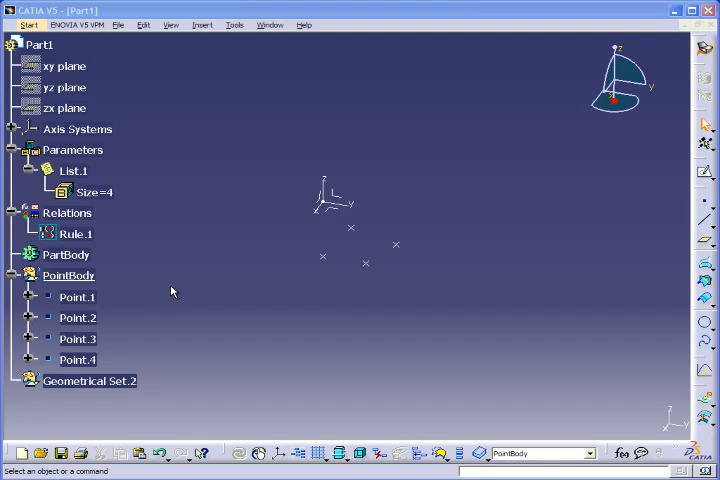 CATIA V5 - [Part1]
Start ENOVIA V5 VPM File Edit View Insert Tools Window Help
Part1
xy plane
yz plane
zx plane
Axis Systems
Parameters
List.1
Size=4
Relations
Rule.1
PartBody
PointBody
Point.1
Point.2
Point.3
Point.4
Geometrical Set.2
z
y
x
z
y
x
z
y
x
PointBody
f(x)
CATIA
Select an object or a command